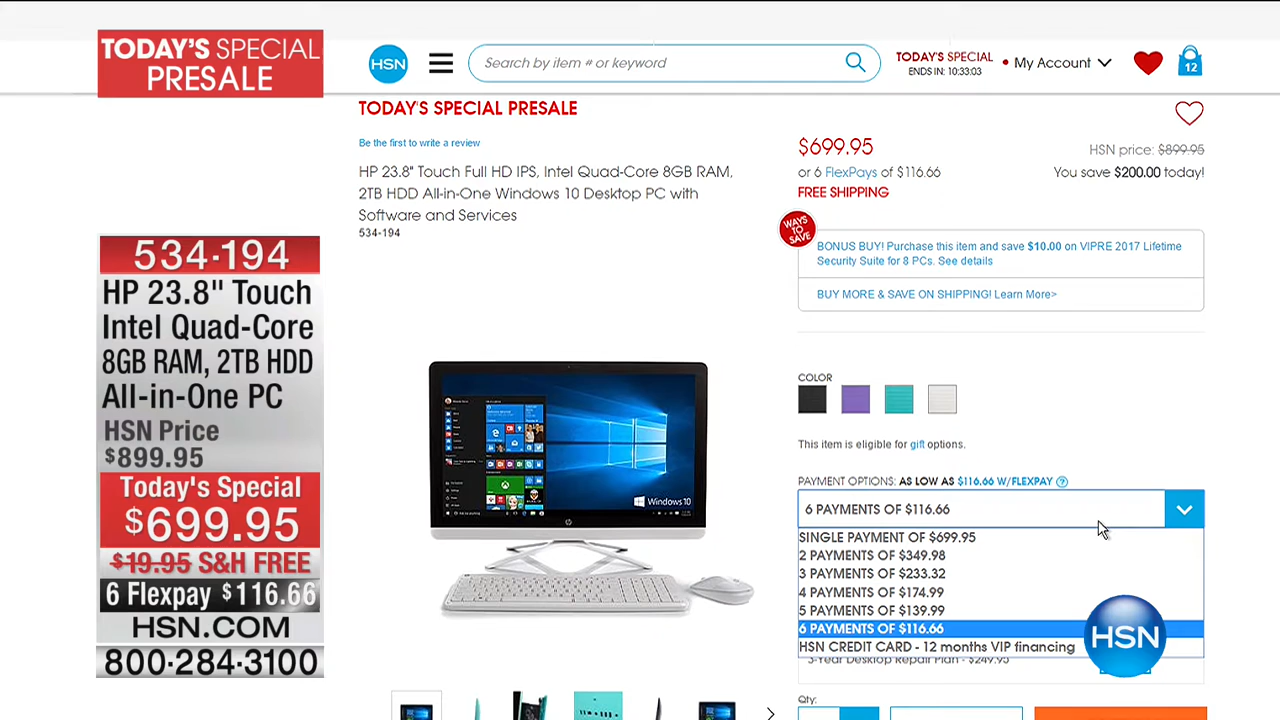 TODAY'S SPECIAL
PRESALE
HSN
Search by item # or keyword
TODAY'S SPECIAL
ENDS IN: 10:33:03
My Account
12
TODAY'S SPECIAL PRESALE
Be the first to write a review
HP 23.8" Touch Full HD IPS, Intel Quad-Core 8GB RAM,
2TB HDD All-in-One Windows 10 Desktop PC with
Software and Services
534-194
$699.95
HSN price: $899.95
or 6 FlexPays of $116.66
You save $200.00 today!
FREE SHIPPING
WAYS
TO
SAVE
BONUS BUY! Purchase this item and save $10.00 on VIPRE 2017 Lifetime
Security Suite for 8 PCs. See details
BUY MORE & SAVE ON SHIPPING! Learn More>
534-194
HP 23.8" Touch
Intel Quad-Core
8GB RAM, 2TB HDD
All-in-One PC
HSN Price
$899.95
Today's Special
$699.95
$19.95 S&H FREE
6 Flexpay $116.66
HSN.COM
800-284-3100
Windows 10
COLOR
This item is eligible for gift options.
PAYMENT OPTIONS: AS LOW AS $116.66 W/FLEXPAY ?
6 PAYMENTS OF $116.66
SINGLE PAYMENT OF $699.95
2 PAYMENTS OF $349.98
3 PAYMENTS OF $233.32
4 PAYMENTS OF $174.99
5 PAYMENTS OF $139.99
6 PAYMENTS OF $116.66
HSN CREDIT CARD - 12 months VIP financing
3-Year Desktop Repair Plan - $249.95
HSN
Qty: